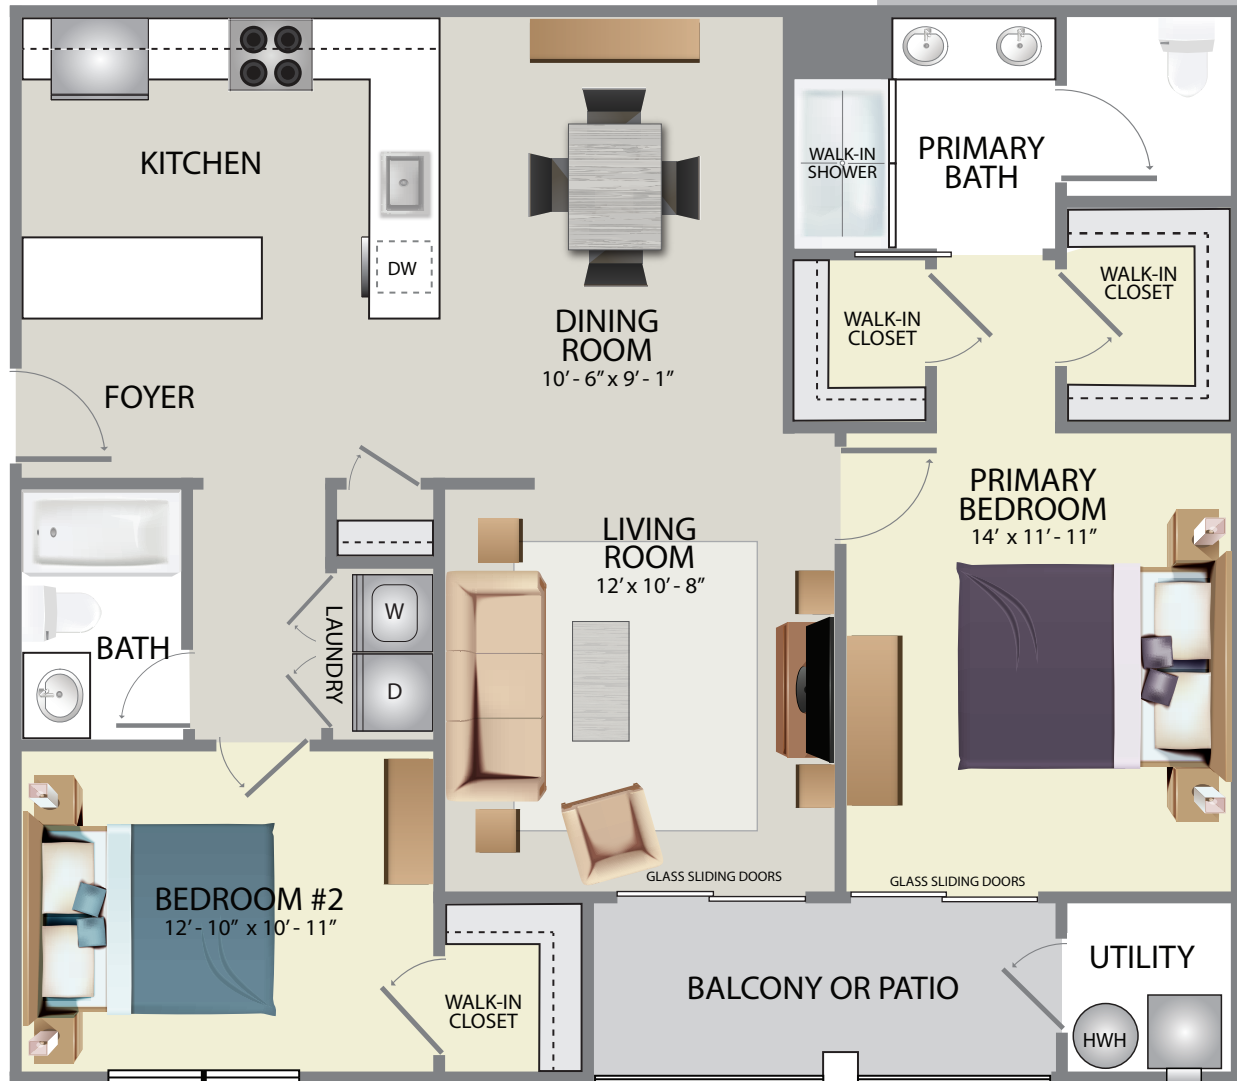 KITCHEN
DW
DINING
ROOM
10' - 6" x 9' - 1"
WALK-IN
SHOWER
PRIMARY
BATH
WALK-IN
CLOSET
WALK-IN
CLOSET
FOYER
PRIMARY
BEDROOM
14' x 11' - 11"
LIVING
ROOM
12' x 10' - 8"
LAUNDRY
W
D
BATH
GLASS SLIDING DOORS
GLASS SLIDING DOORS
BEDROOM #2
12' - 10" x 10' - 11"
WALK-IN
CLOSET
BALCONY OR PATIO
UTILITY
HWH